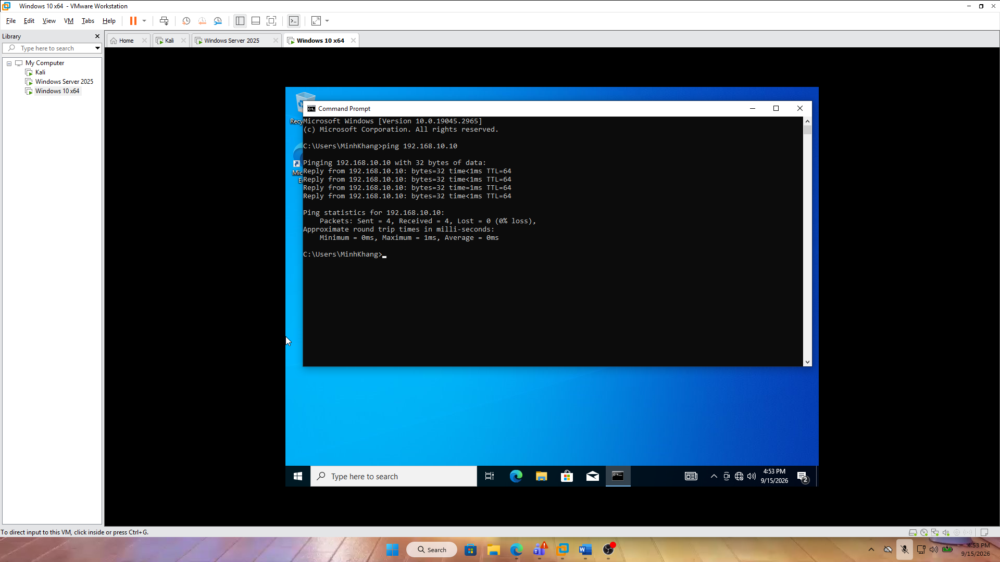 Windows 10 x64 - VMware Workstation
File Edit View VM Tabs Help
Library
Type here to search
My Computer
Kali
Windows Server 2025
Windows 10 x64
Home
Kali
Windows Server 2025
Windows 10 x64
Command Prompt
Microsoft Windows [Version 10.0.19045.2965]
(c) Microsoft Corporation. All rights reserved.
C:\Users\MinhKhang>ping 192.168.10.10
Pinging 192.168.10.10 with 32 bytes of data:
Reply from 192.168.10.10: bytes=32 time<1ms TTL=64
Reply from 192.168.10.10: bytes=32 time<1ms TTL=64
Reply from 192.168.10.10: bytes=32 time=1ms TTL=64
Reply from 192.168.10.10: bytes=32 time<1ms TTL=64
Ping statistics for 192.168.10.10:
Packets: Sent = 4, Received = 4, Lost = 0 (0% loss),
Approximate round trip times in milli-seconds:
Minimum = 0ms, Maximum = 1ms, Average = 0ms
C:\Users\MinhKhang>
Recy
Mic
E
Type here to search
4:53 PM
9/15/2026
2
To direct input to this VM, click inside or press Ctrl+G.
Search
4:53 PM
9/15/2026